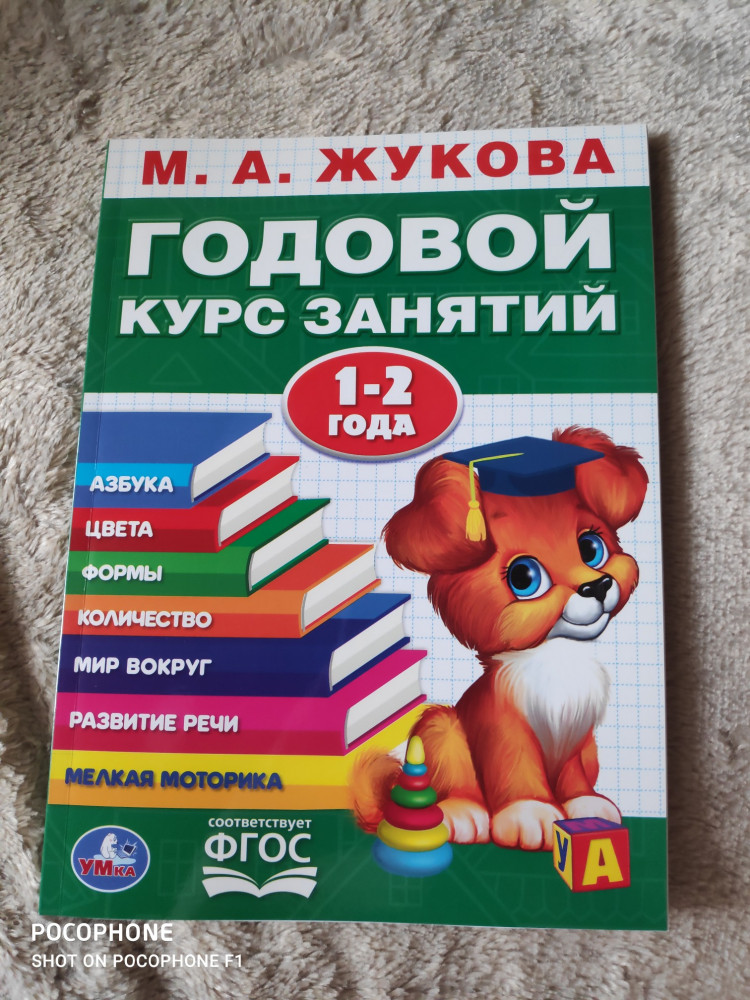 М. А. ЖУКОВА
ГОДОВОЙ
КУРС ЗАНЯТИЙ
1-2
ГОДА
АЗБУКА
ЦВЕТА
ФОРМЫ
КОЛИЧЕСТВО
МИР ВОКРУГ
РАЗВИТИЕ РЕЧИ
МЕЛКАЯ МОТОРИКА
УМка
соответствует
ФГОС
У А
POCOPHONE
SHOT ON POCOPHONE F1